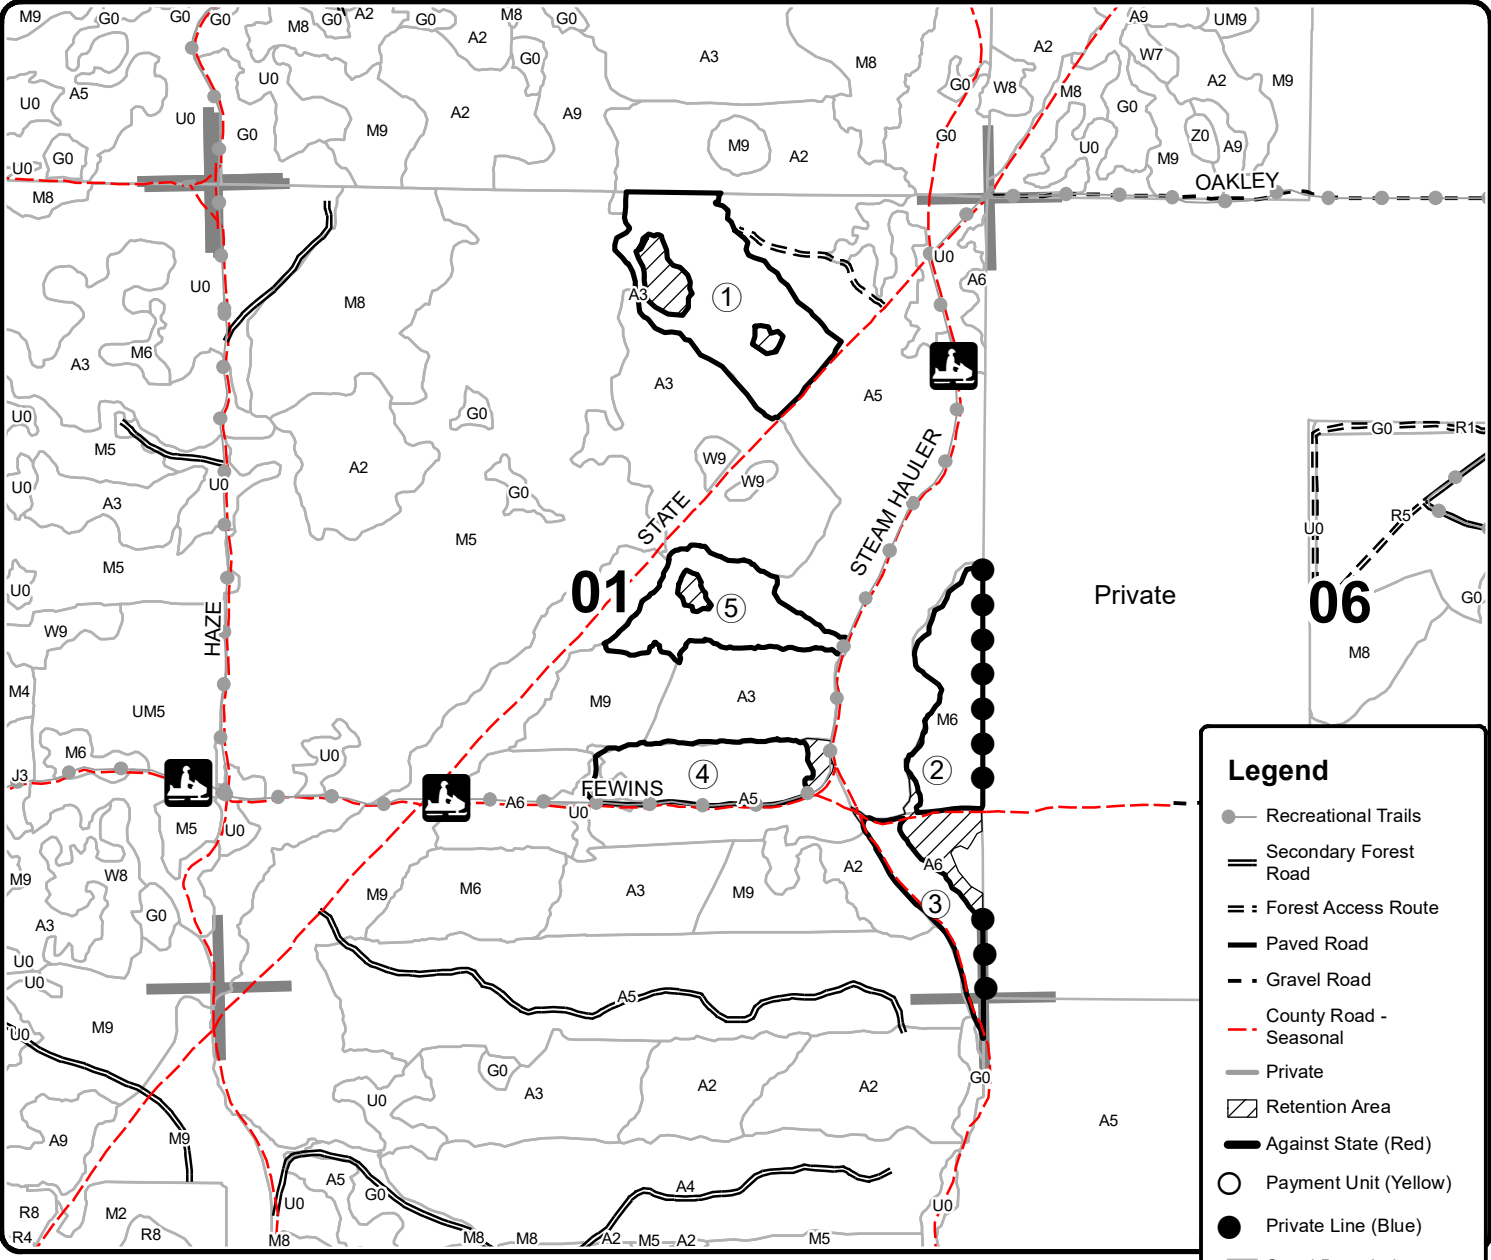 M9 G0 G0 G0 M8 G0 A2 G0 M8 G0 A9 UM9
A2 A2
G0 A3 M8 W7
U0 G0 W8 M8 A2 M9
A5
U0 U0 A2 A9 G0
G0 M9 G0 Z0
M9 U0 A9
G0 A2 M9
U0
OAKLEY
M8
U0 A6
U0
A3 1
M8
M6
A3
A3 A5
U0 G0 G0 R1
STEAM HAULER
M5
W9
A2
U0 U0 W9
G0
A3 STATE R5
U0
M5
M5
U0 01 Private 06 G0
5
HAZE
W9
M8
M4 M9 A3
UM5 M6
M6 U0
J3 4 2
FEWINS
A6 A5
U0
M5 U0
A6
M9 W8 M9 M6 A3 M9 A2
3
G0
A3
U0
U0
A5
M9
U0
G0 G0
U0 A3 A2 A2
A5
A9 M9
A5
G0 A4
U0 U0
R8 M2
R4 R8 M8 M8 M8 A2 M5 A2 M5
Legend
Recreational Trails
Secondary Forest
Road
Forest Access Route
Paved Road
Gravel Road
County Road -
Seasonal
Private
Retention Area
Against State (Red)
Payment Unit (Yellow)
Private Line (Blue)